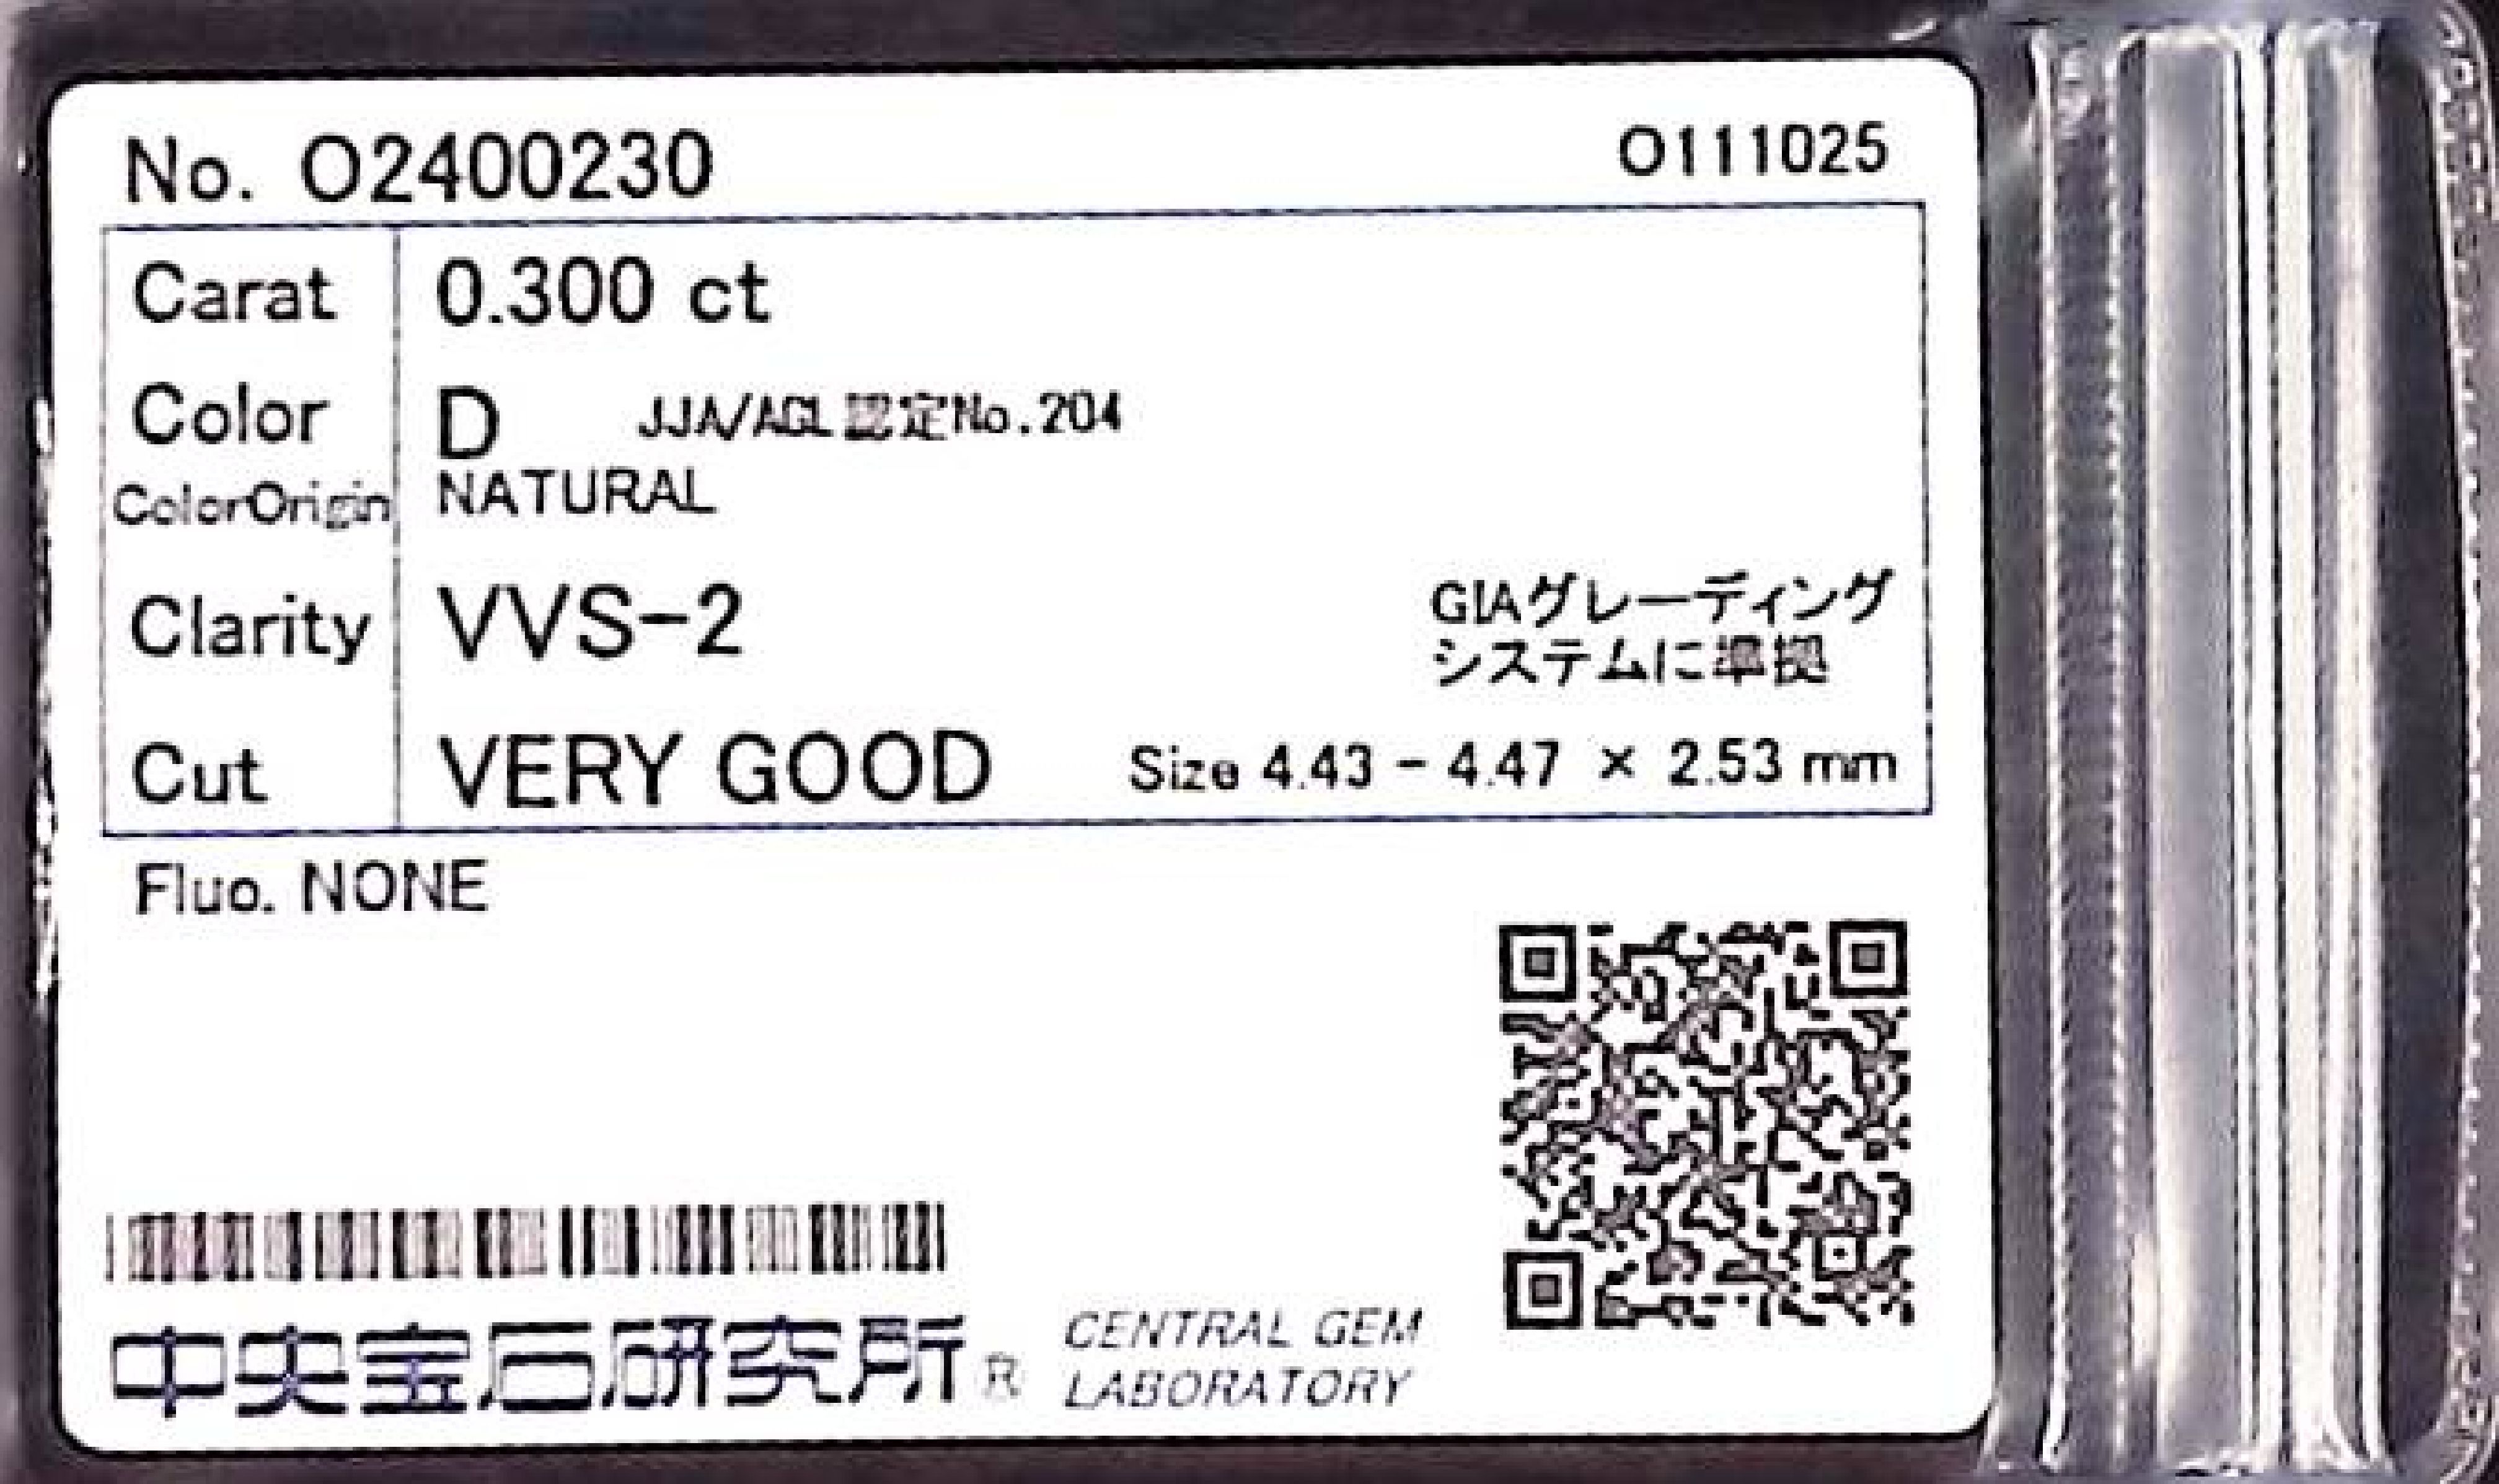 No. O2400230 O111025
Carat 0.300 ct
Color D JJA/AGL認定No.204
ColorOrigin NATURAL
Clarity VVS-2
GIAグレーディング
システムに準拠
Cut VERY GOOD Size 4.43 - 4.47 × 2.53 mm
Fluo. NONE
中央宝石研究所® CENTRAL GEM
LABORATORY